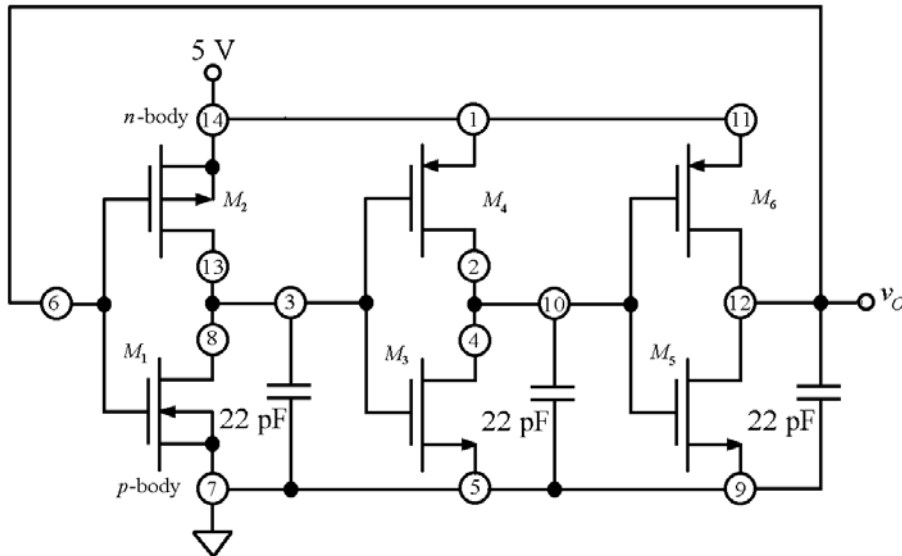 5 V
n-body
14
1
11
M₂
M₄
M₆
13
2
6
3
10
12
v_O
8
4
M₁
M₃
M₅
22 pF
22 pF
22 pF
p-body
7
5
9